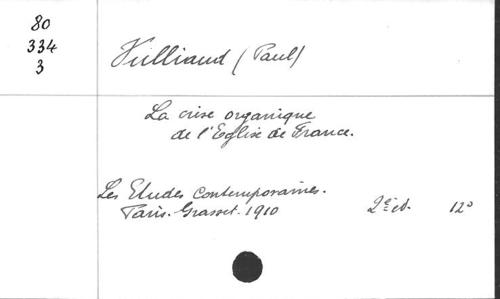 80
334
3
Vulliaud (Paul)
La crise organique
de l'Eglise de France.
Les Etudes contemporaines.
Paris. Grasset. 1910 2e éd. 12°